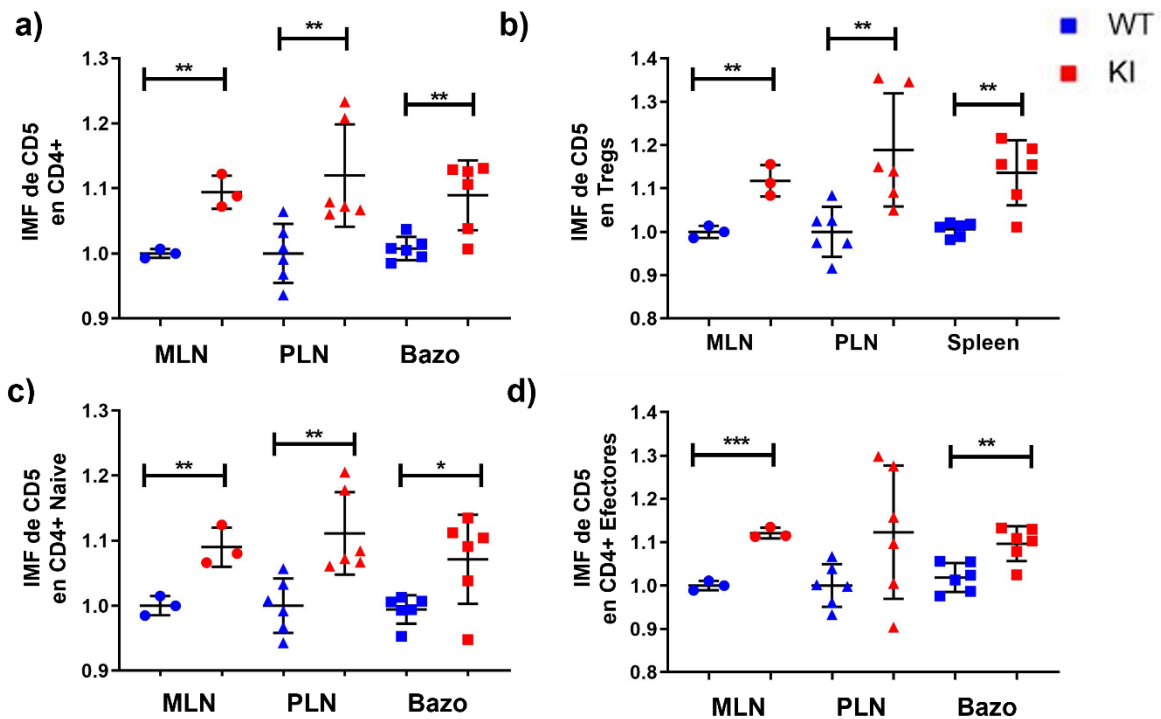 a)
IMF de CD5
en CD4+
1.3
1.2
1.1
1.0
0.9
**
**
**
MLN PLN Bazo
b)
IMF de CD5
en Tregs
1.4
1.3
1.2
1.1
1.0
0.9
0.8
**
**
**
MLN PLN Spleen
WT
KI
c)
IMF de CD5
en CD4+ Naive
1.3
1.2
1.1
1.0
0.9
**
**
*
MLN PLN Bazo
d)
IMF de CD5
en CD4+ Efectores
1.4
1.3
1.2
1.1
1.0
0.9
0.8
***
**
MLN PLN Bazo